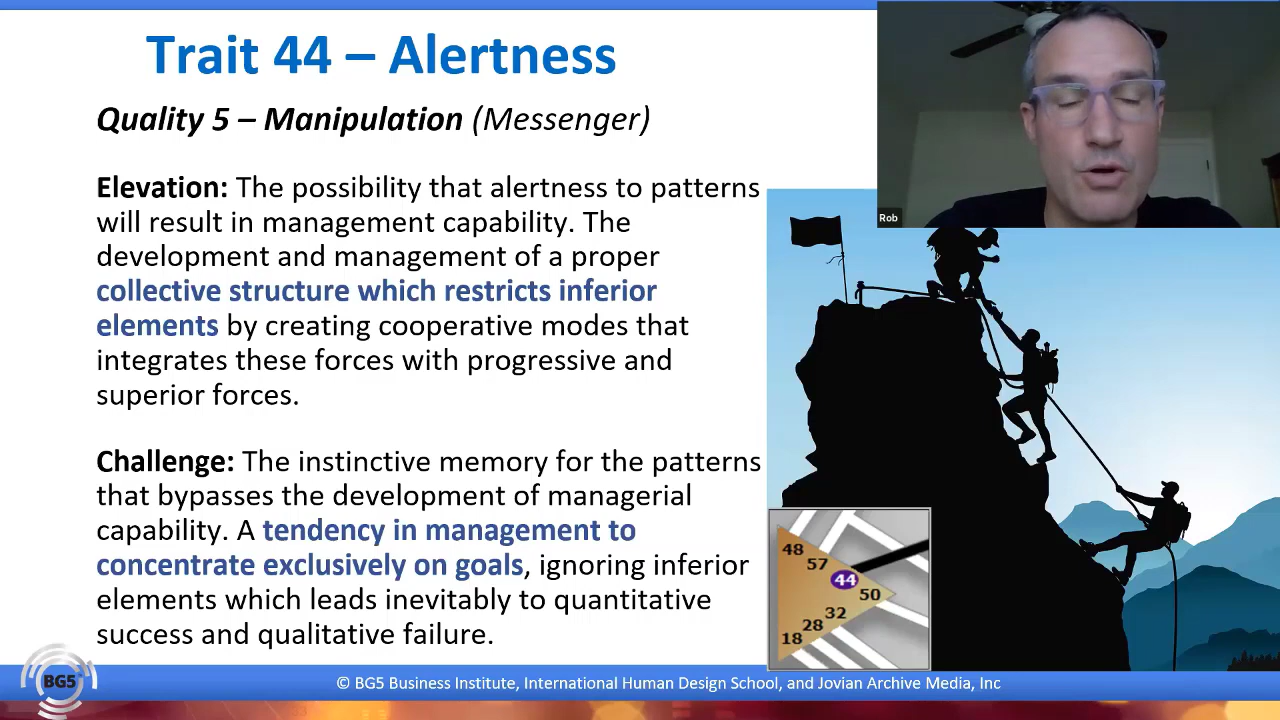 Trait 44 – Alertness
Quality 5 – Manipulation (Messenger)
Elevation: The possibility that alertness to patterns
will result in management capability. The
development and management of a proper
collective structure which restricts inferior
elements by creating cooperative modes that
integrates these forces with progressive and
superior forces.
Challenge: The instinctive memory for the patterns
that bypasses the development of managerial
capability. A tendency in management to
concentrate exclusively on goals, ignoring inferior
elements which leads inevitably to quantitative
success and qualitative failure.
Rob
48
57
44
50
32
28
18
BG5
© BG5 Business Institute, International Human Design School, and Jovian Archive Media, Inc